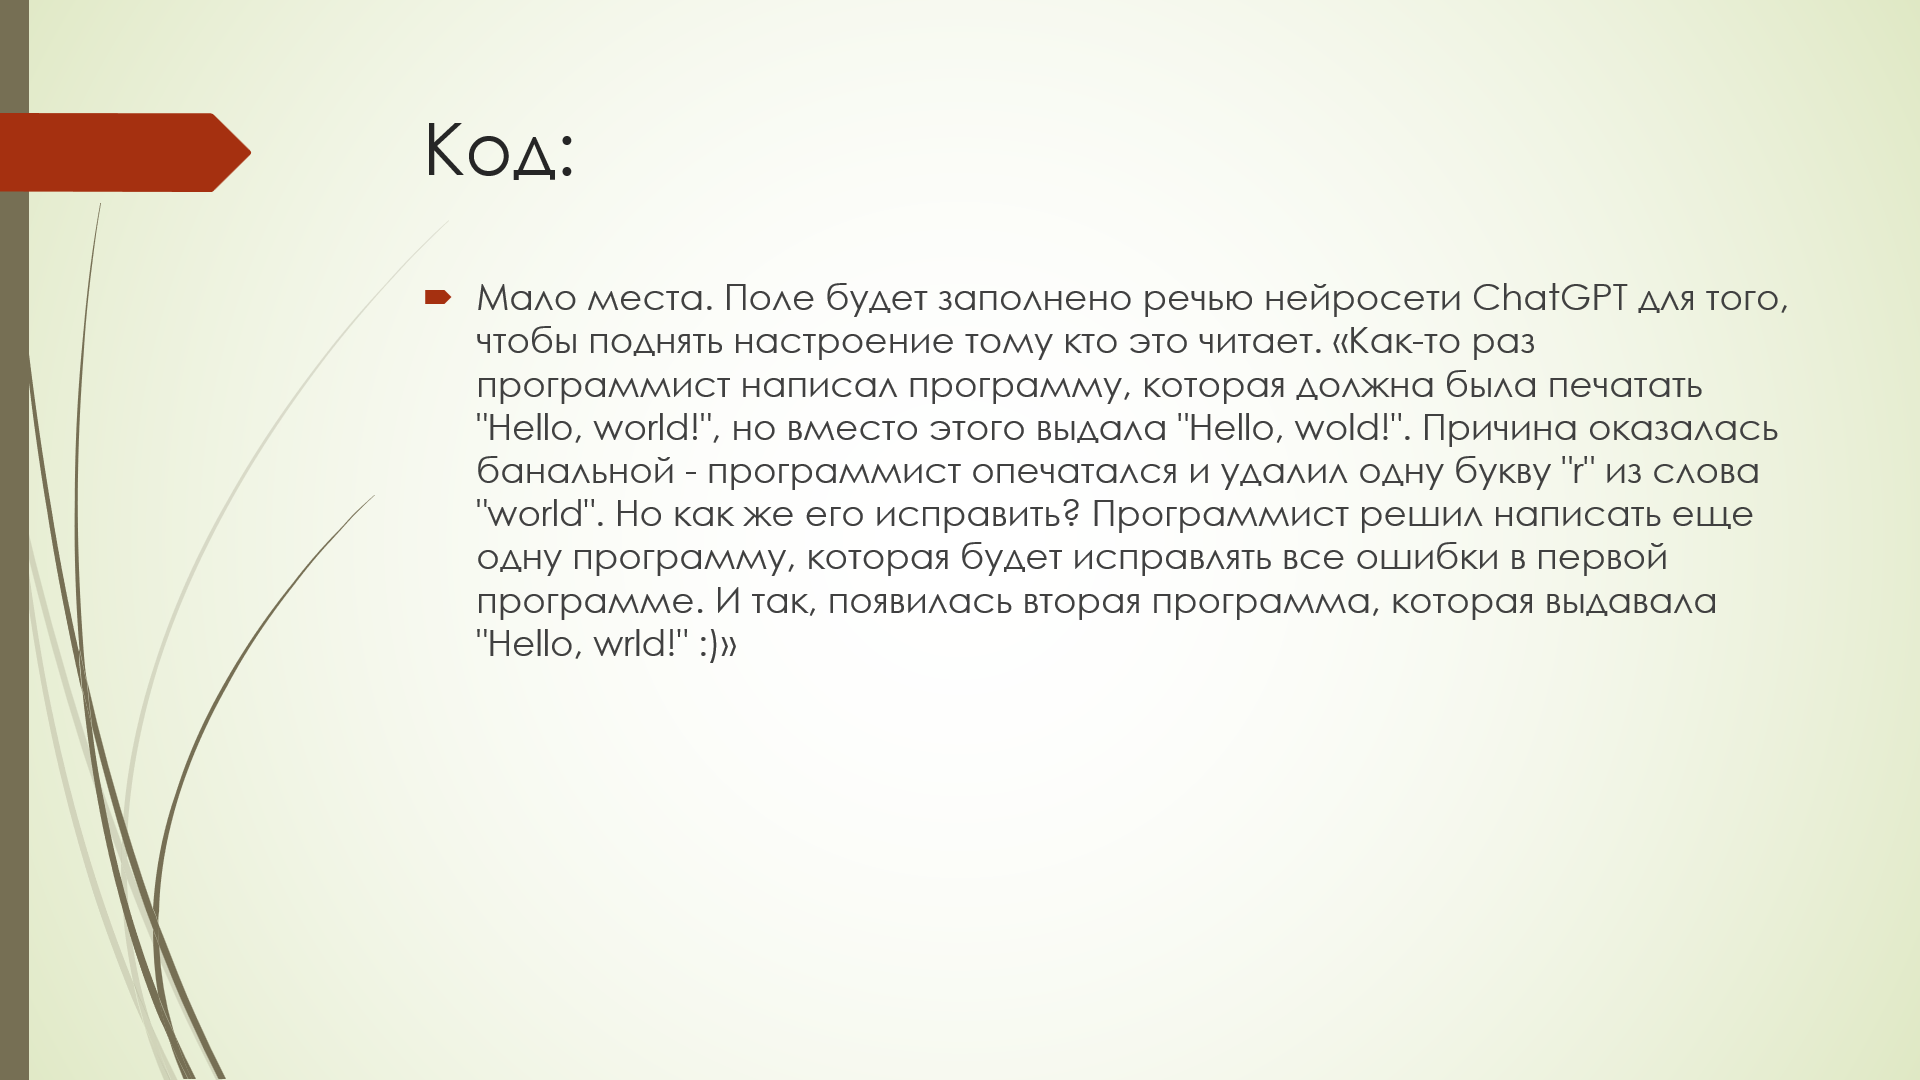 Код:
Мало места. Поле будет заполнено речью нейросети ChatGPT для того,
чтобы поднять настроение тому кто это читает. «Как-то раз
программист написал программу, которая должна была печатать
"Hello, world!", но вместо этого выдала "Hello, wold!". Причина оказалась
банальной - программист опечатался и удалил одну букву "r" из слова
"world". Но как же его исправить? Программист решил написать еще
одну программу, которая будет исправлять все ошибки в первой
программе. И так, появилась вторая программа, которая выдавала
"Hello, wrld!" :)»